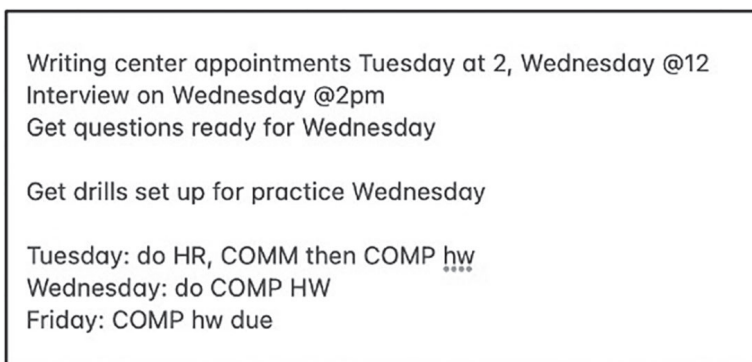 Writing center appointments Tuesday at 2, Wednesday @12
Interview on Wednesday @2pm
Get questions ready for Wednesday
Get drills set up for practice Wednesday
Tuesday: do HR, COMM then COMP hw
Wednesday: do COMP HW
Friday: COMP hw due